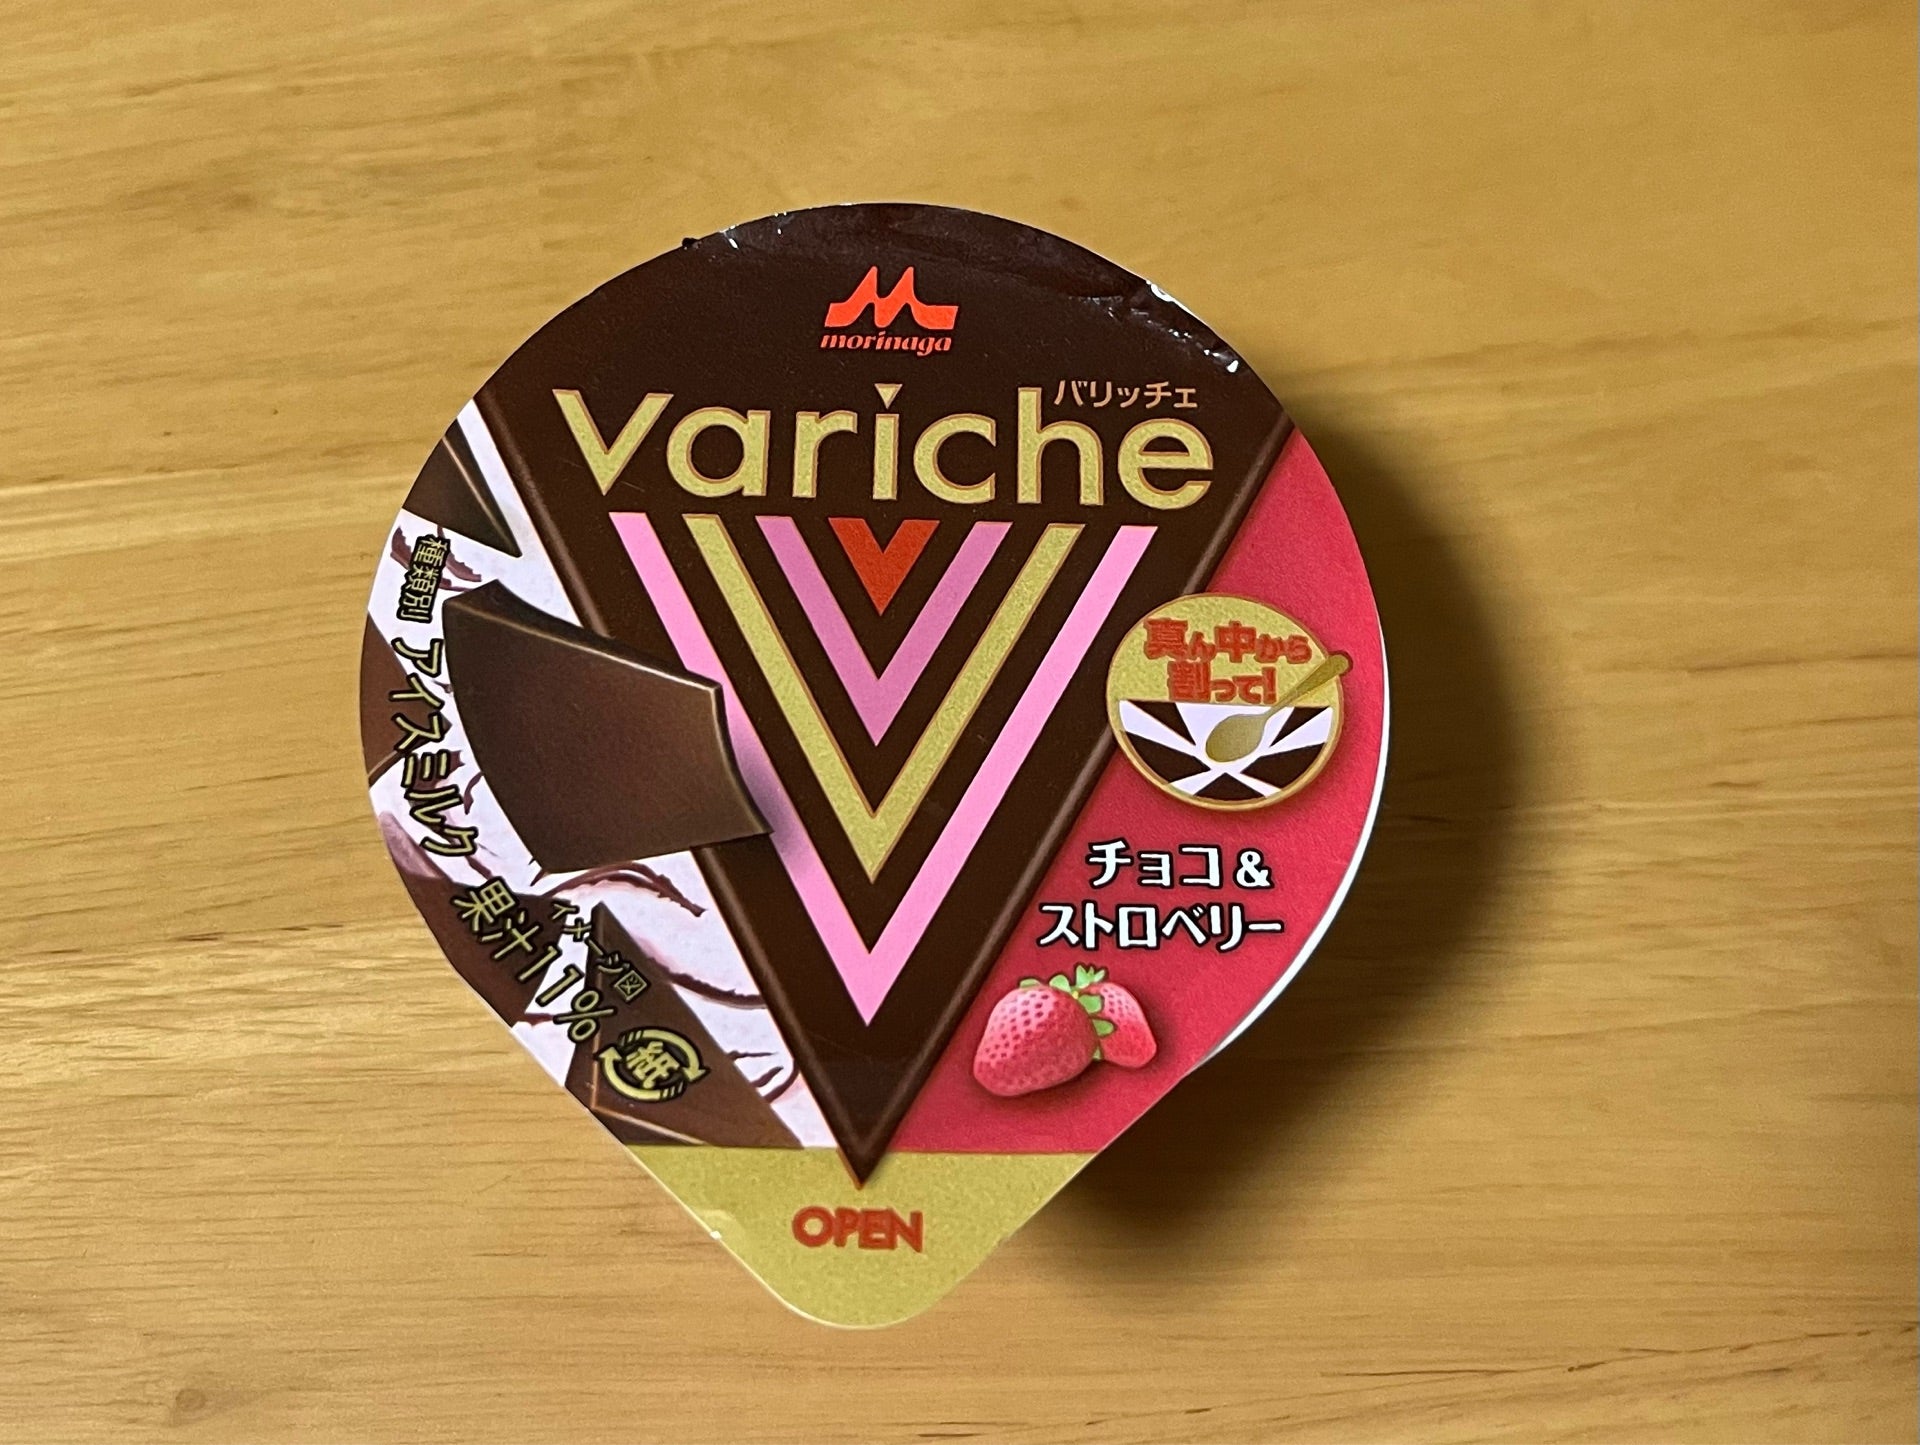 morinaga
バリッチェ
variche
種類別 アイスミルク
果汁11%
イメージ図
紙
真ん中から
割って!
チョコ&
ストロベリー
OPEN